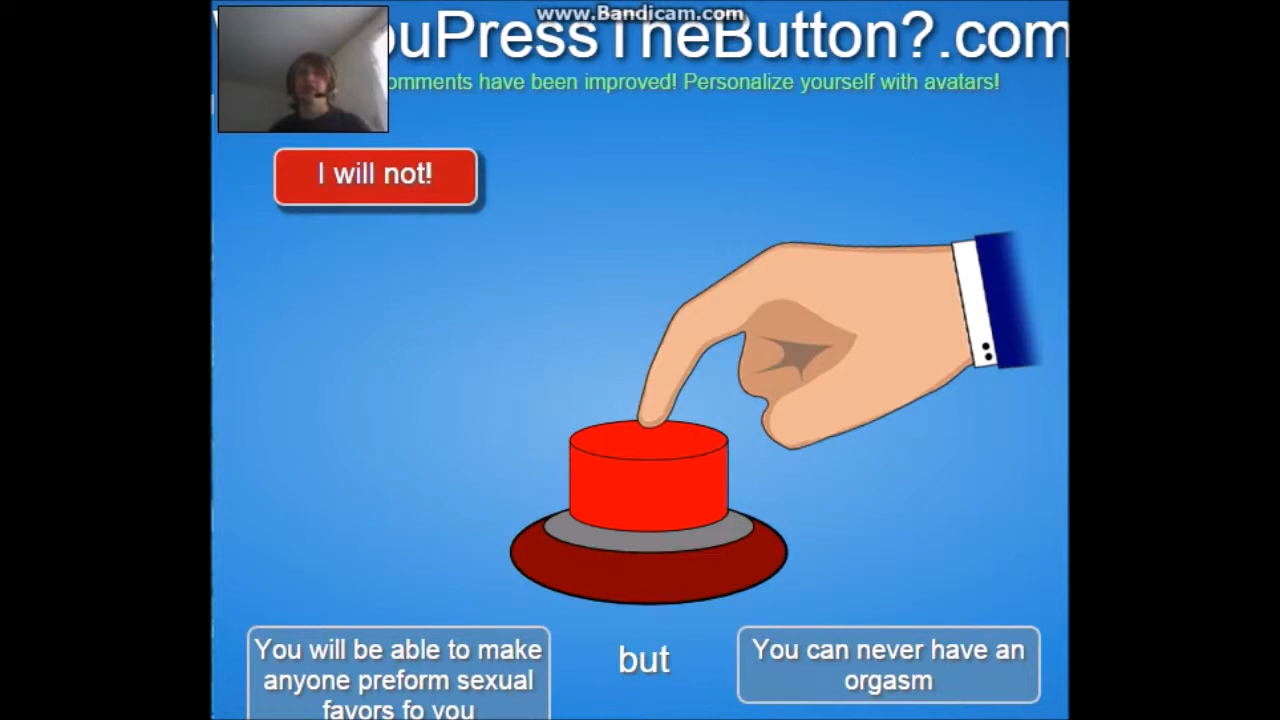 www.Bandicam.com
ouPressTheButton?.com
omments have been improved! Personalize yourself with avatars!
I will not!
You will be able to make
anyone preform sexual
favors fo you
but
You can never have an
orgasm